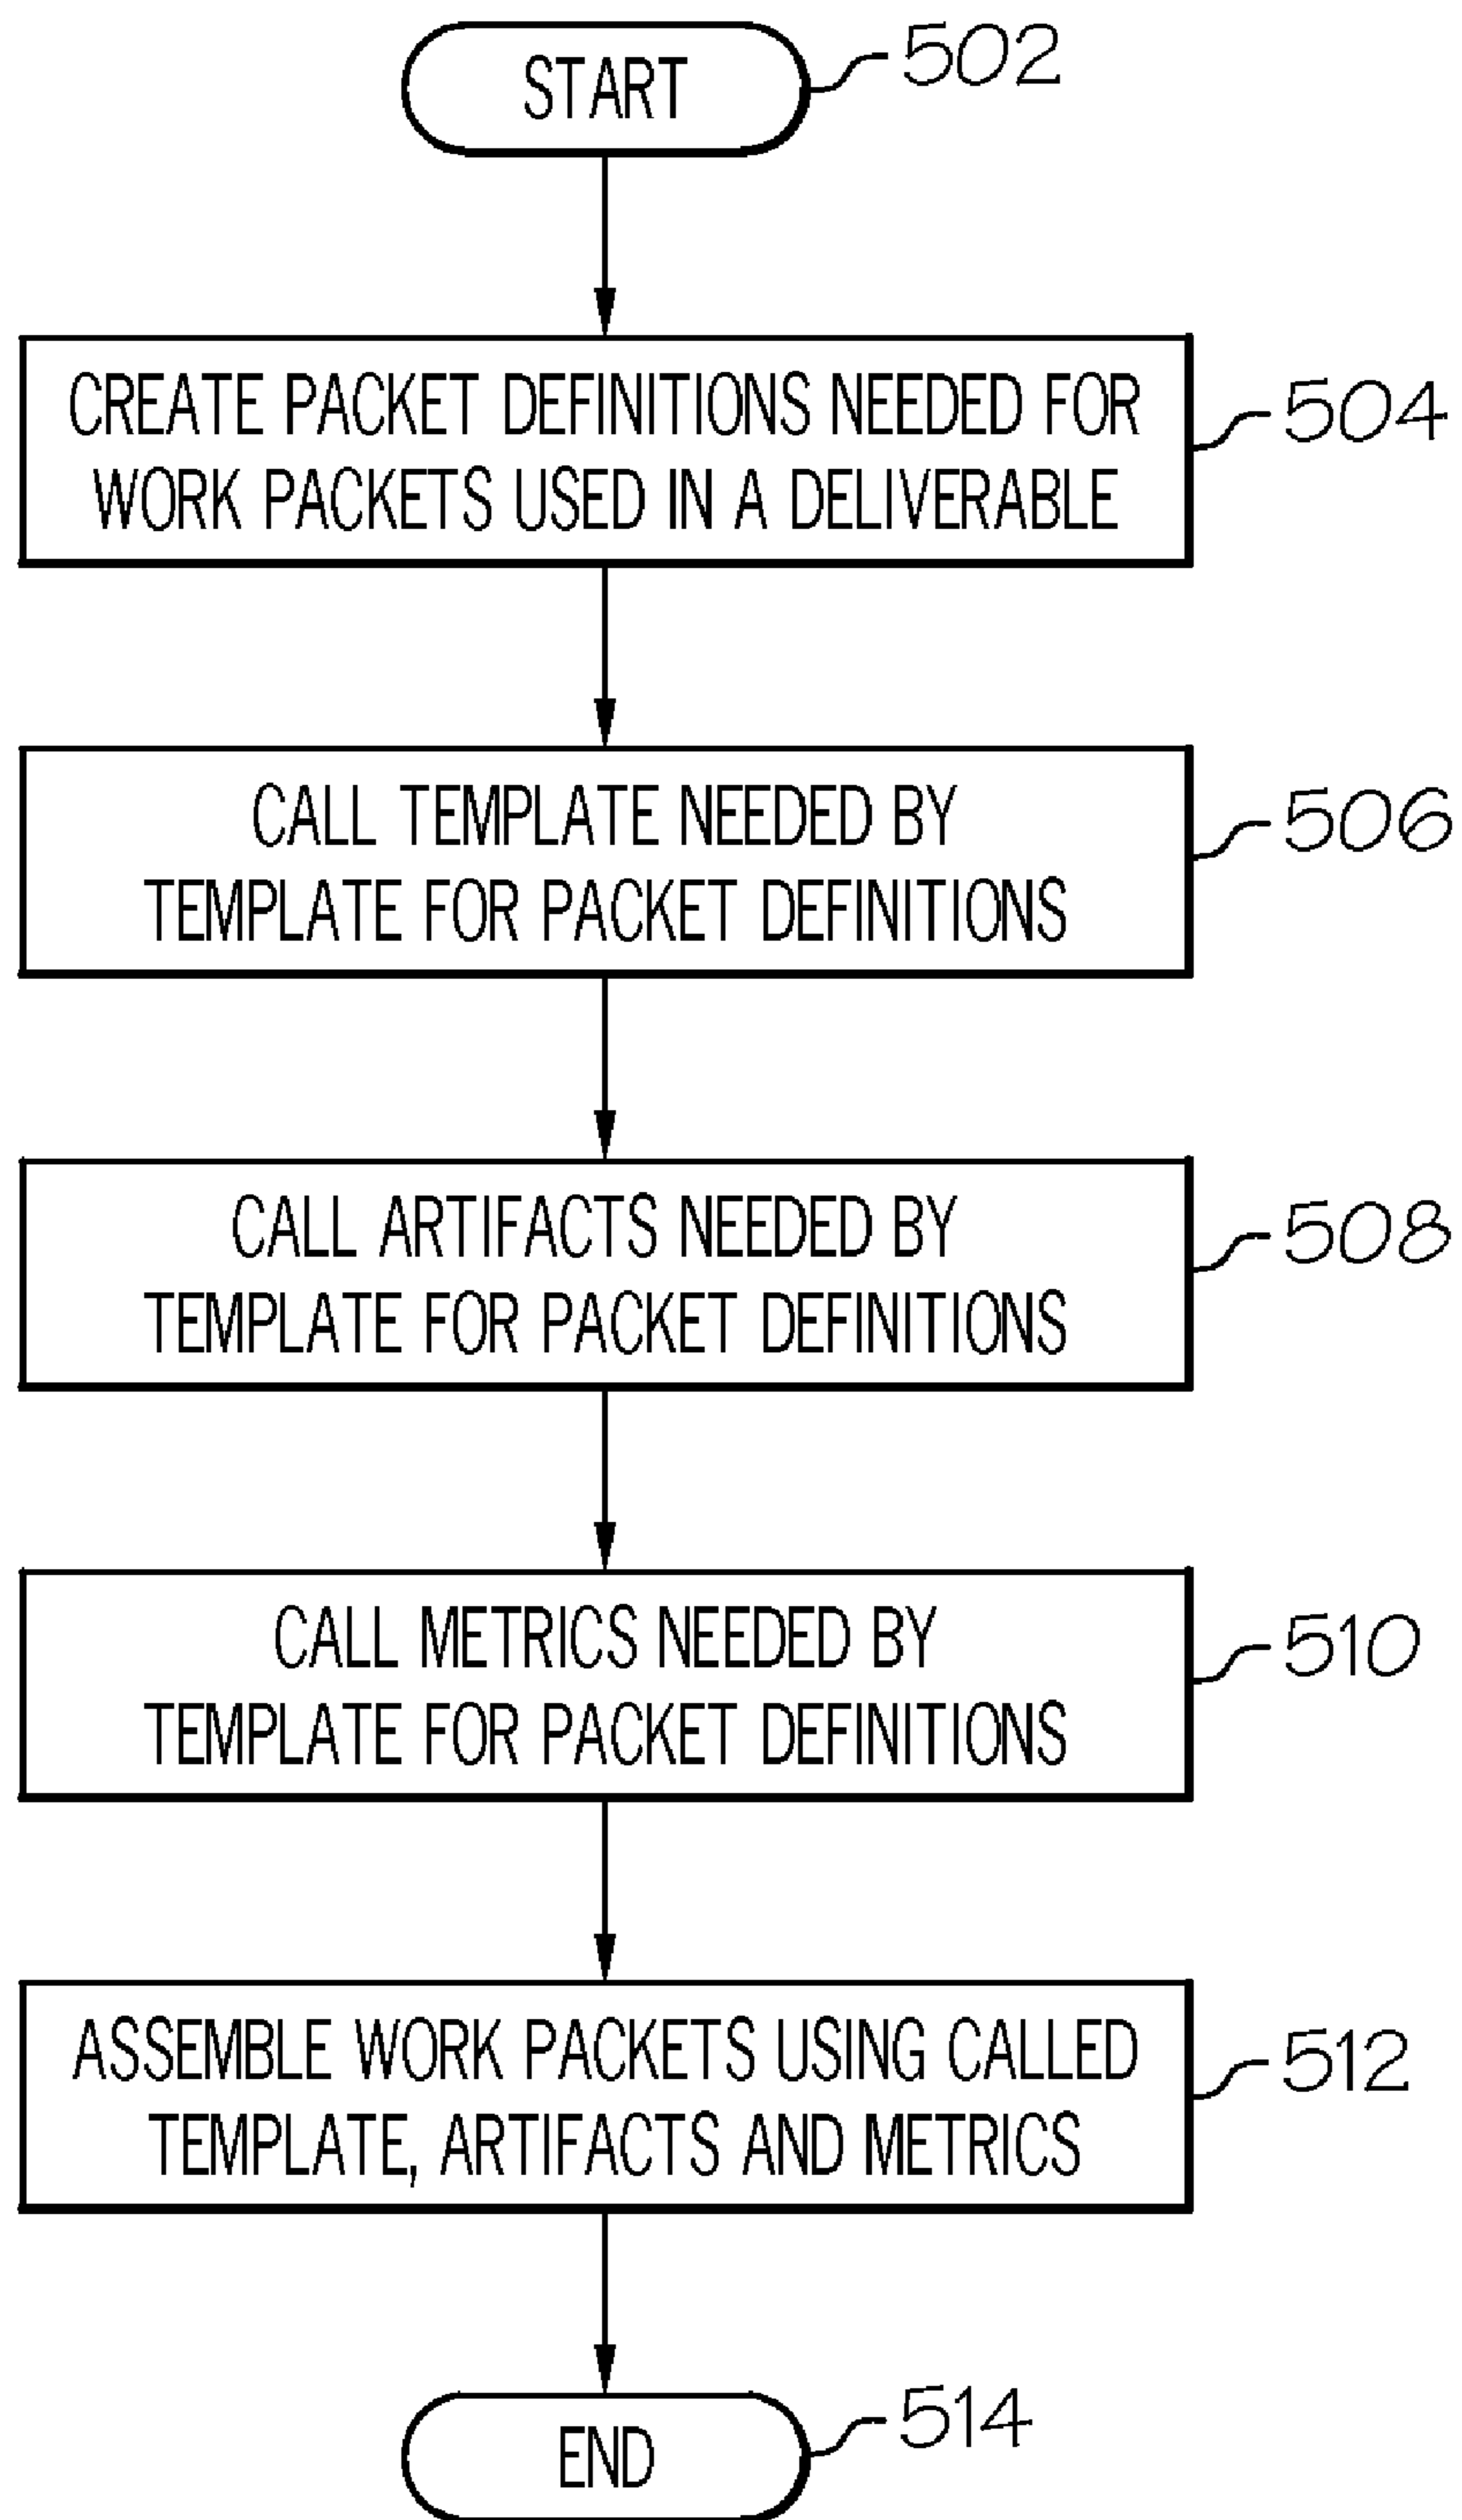 START
502
CREATE PACKET DEFINITIONS NEEDED FOR
WORK PACKETS USED IN A DELIVERABLE
504
CALL TEMPLATE NEEDED BY
TEMPLATE FOR PACKET DEFINITIONS
506
CALL ARTIFACTS NEEDED BY
TEMPLATE FOR PACKET DEFINITIONS
508
CALL METRICS NEEDED BY
TEMPLATE FOR PACKET DEFINITIONS
510
ASSEMBLE WORK PACKETS USING CALLED
TEMPLATE, ARTIFACTS AND METRICS
512
END
514